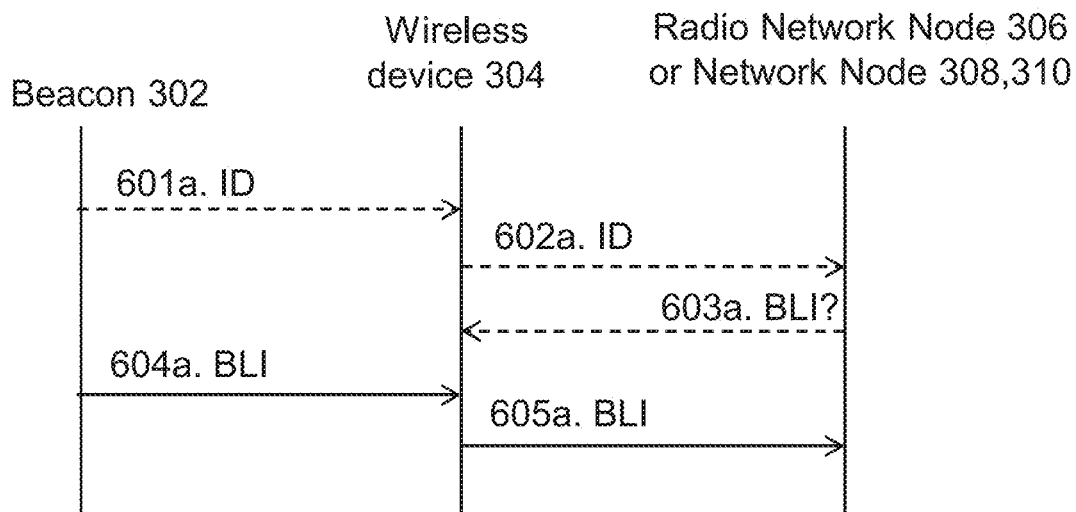 Wireless
device 304
Radio Network Node 306
or Network Node 308,310
Beacon 302
601a. ID
602a. ID
603a. BLI?
604a. BLI
605a. BLI